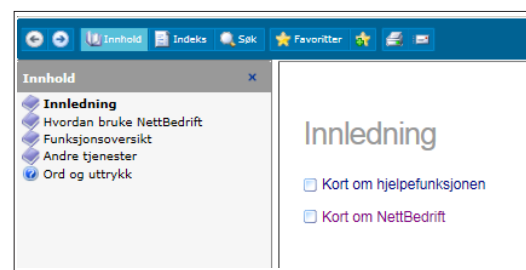 Innhold Indeks Søk Favoritter
Innhold
Innledning
Hvordan bruke NettBedrift
Funksjonsoversikt
Andre tjenester
Ord og uttrykk
Innledning
Kort om hjelpefunksjonen
Kort om NettBedrift